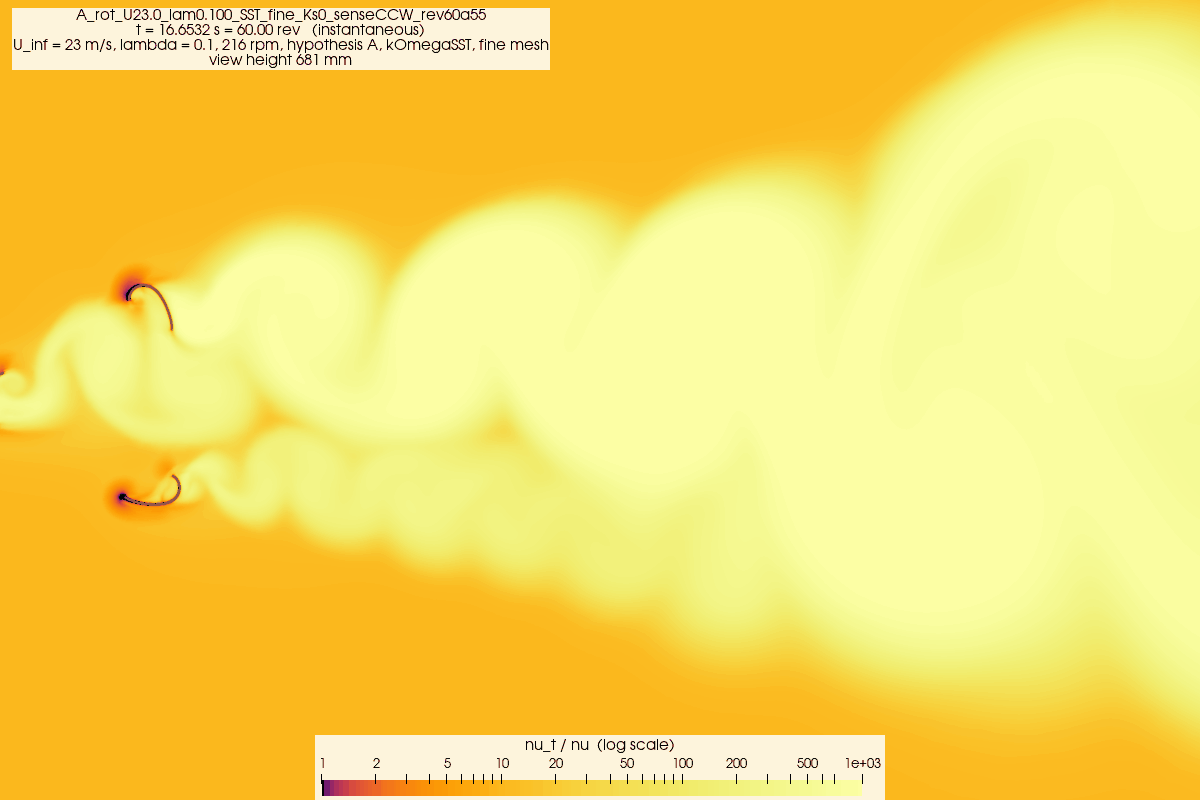 A_rot_U23.0_lam0.100_SST_fine_Ks0_senseCCW_rev60a55
t = 16.6532 s = 60.00 rev (instantaneous)
U_inf = 23 m/s, lambda = 0.1, 216 rpm, hypothesis A, kOmegaSST, fine mesh
view height 681 mm
nu_t / nu (log scale)
1 2 5 10 20 50 100 200 500 1e+03